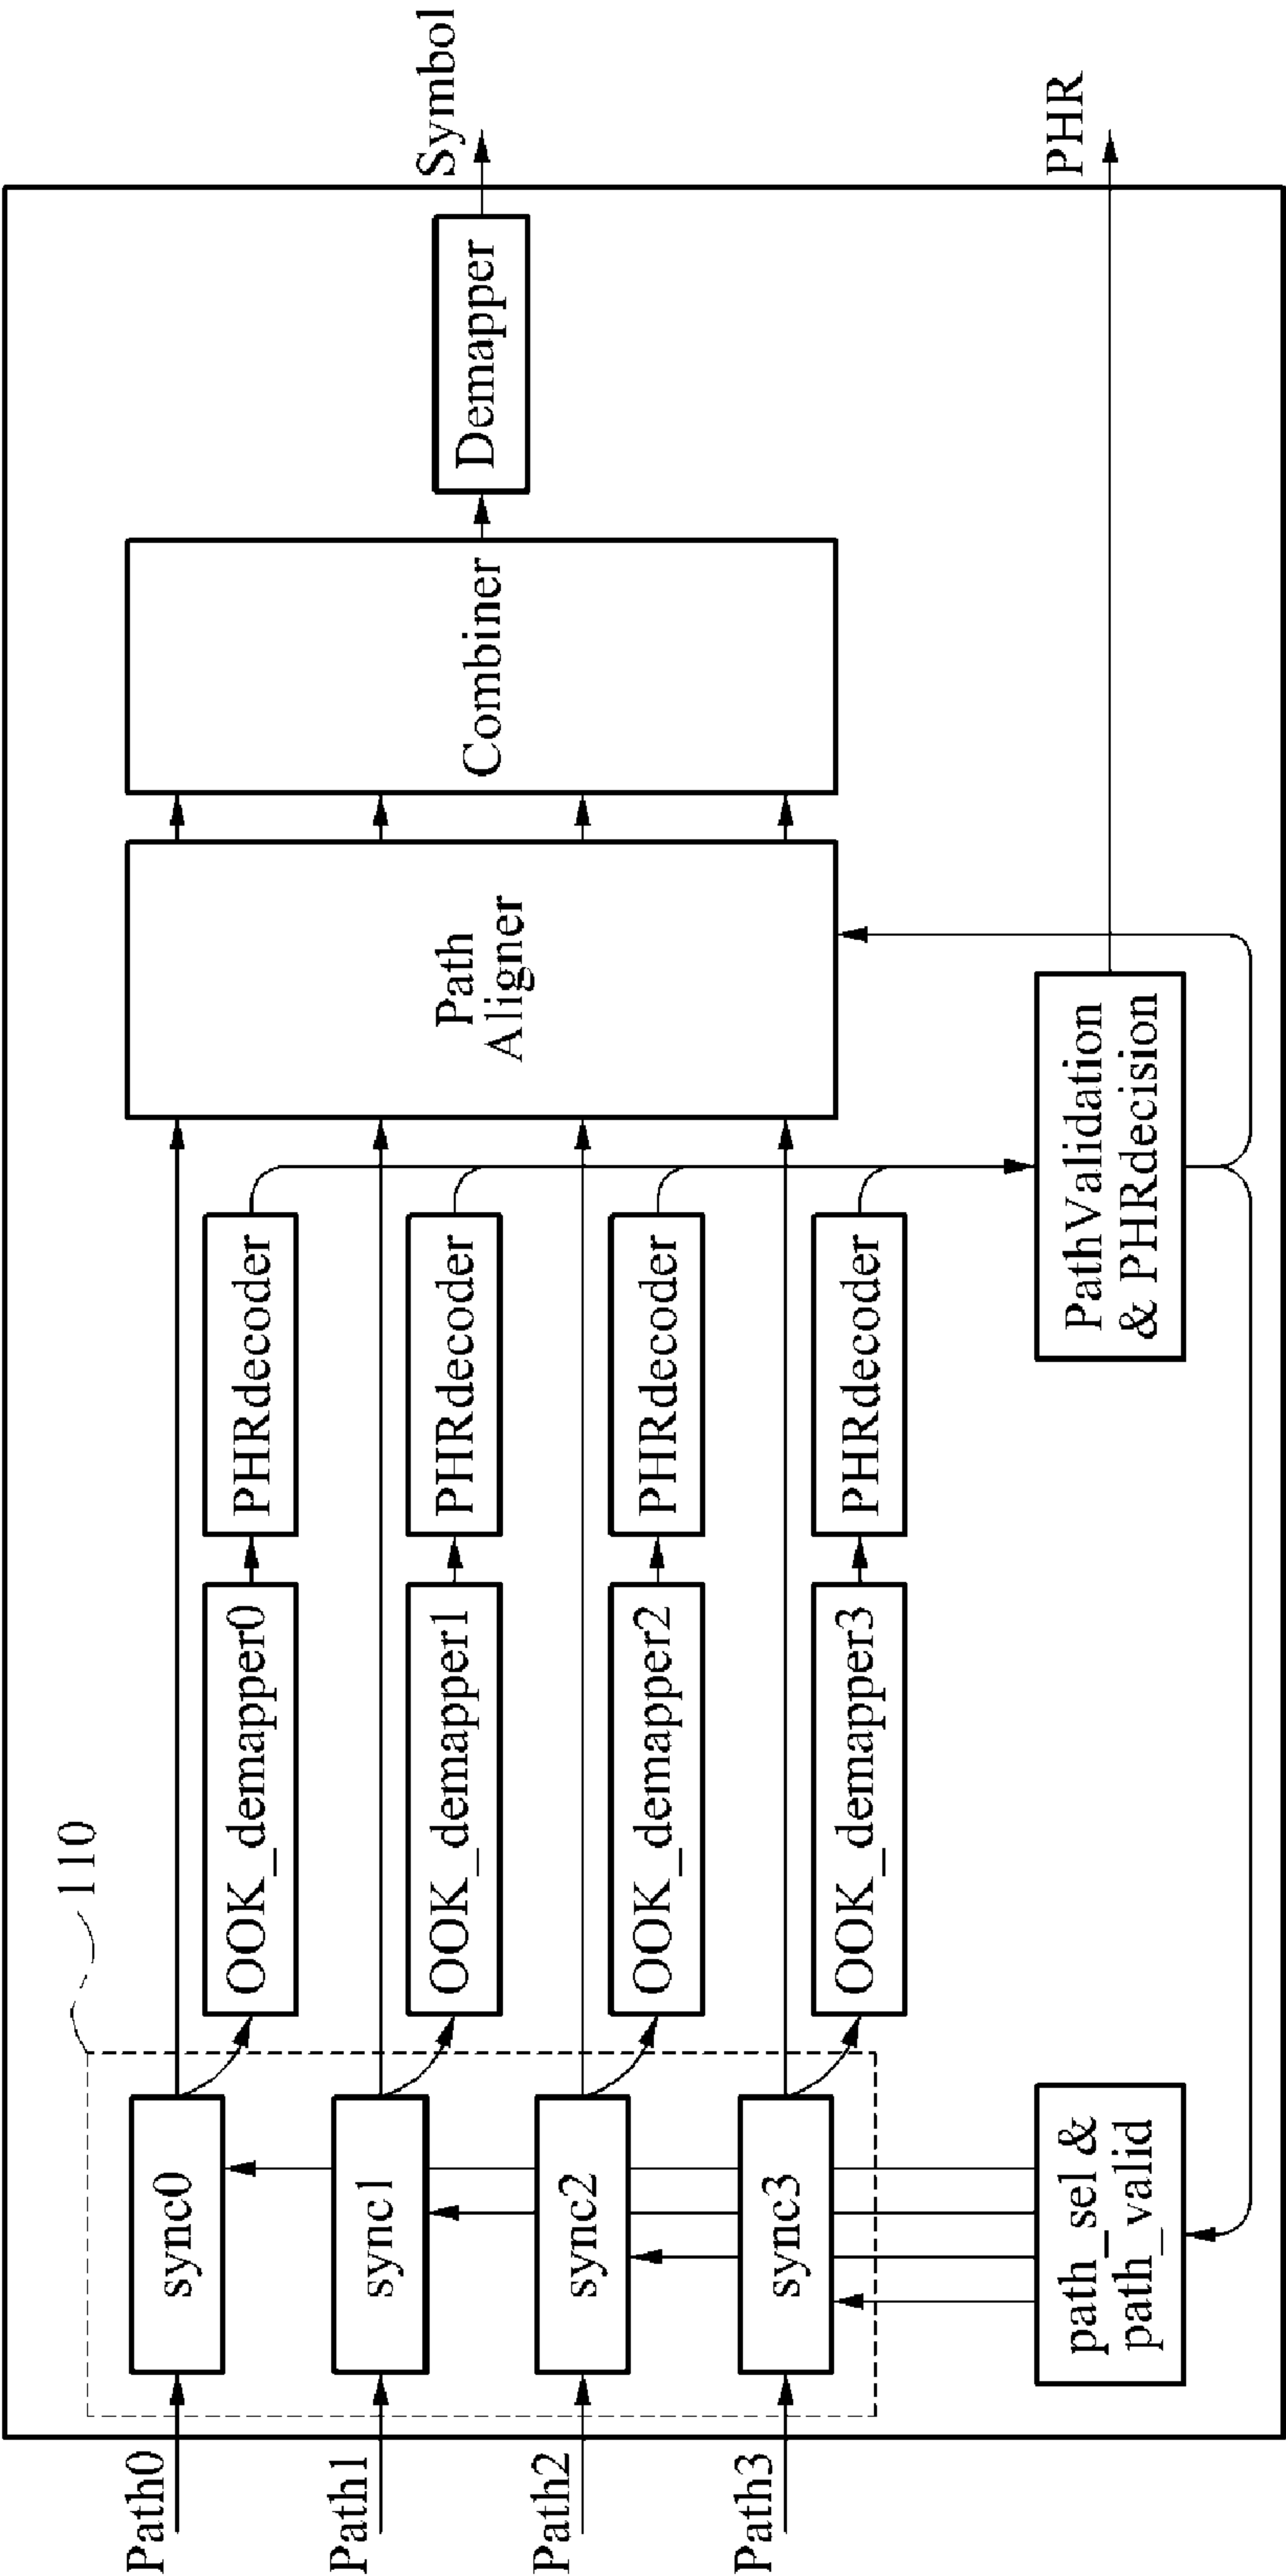 110
Path0
sync0
OOK_demapper0
PHRdecoder
Path1
sync1
OOK_demapper1
PHRdecoder
Path2
sync2
OOK_demapper2
PHRdecoder
Path3
sync3
OOK_demapper3
PHRdecoder
Path
Aligner
Combiner
Demapper
Symbol
path_sel &
path_valid
PathValidation
& PHRdecision
PHR